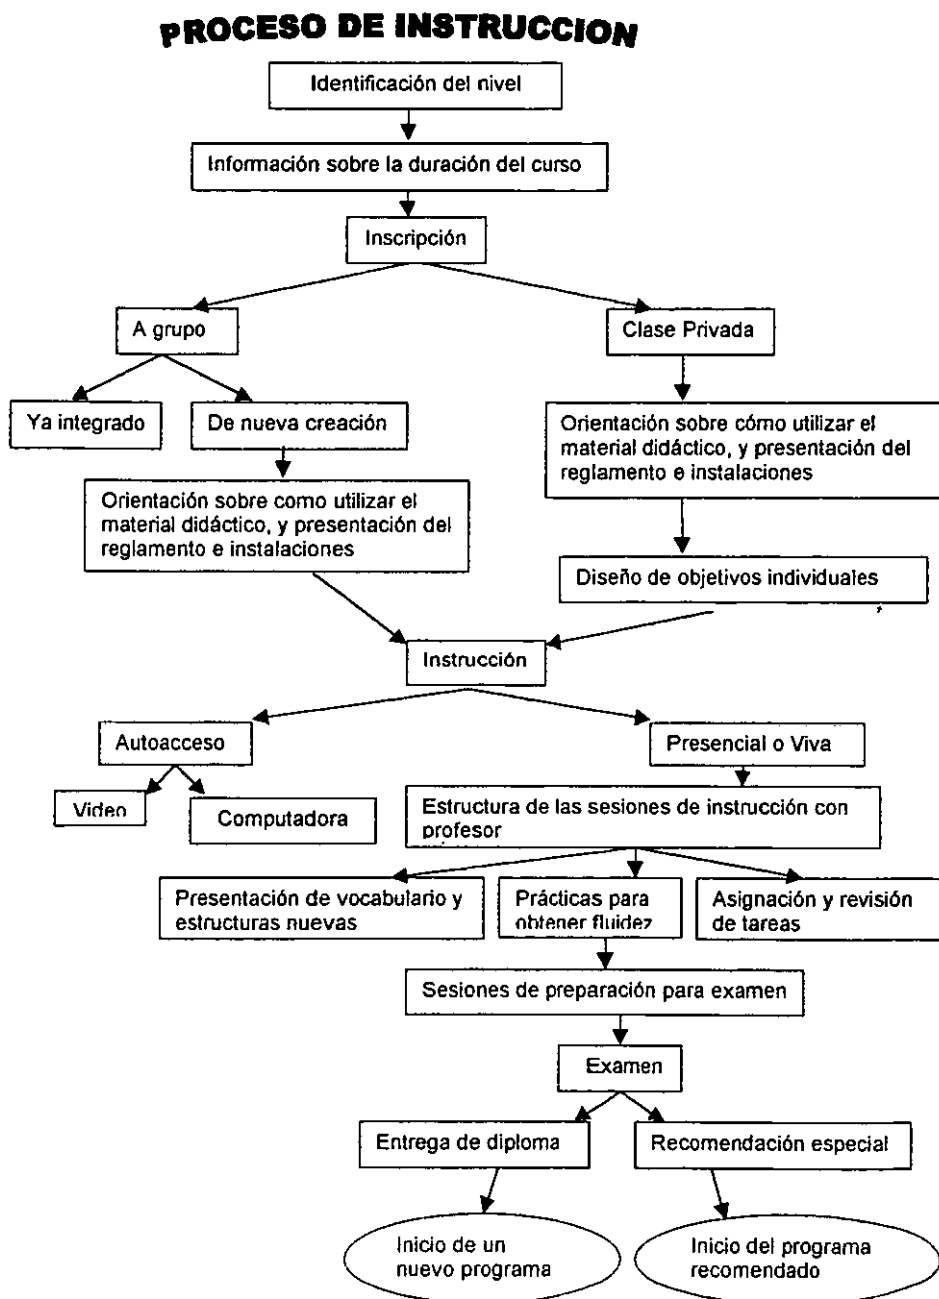 PROCESO DE INSTRUCCION
Identificación del nivel
Información sobre la duración del curso
Inscripción
A grupo
Clase Privada
Ya integrado
De nueva creación
Orientación sobre cómo utilizar el
material didáctico, y presentación del
reglamento e instalaciones
Orientación sobre como utilizar el
material didáctico, y presentación del
reglamento e instalaciones
Diseño de objetivos individuales
Instrucción
Autoacceso
Presencial o Viva
Video
Computadora
Estructura de las sesiones de instrucción con
profesor
Presentación de vocabulario y
estructuras nuevas
Prácticas para
obtener fluidez
Asignación y revisión
de tareas
Sesiones de preparación para examen
Examen
Entrega de diploma
Recomendación especial
Inicio de un
nuevo programa
Inicio del programa
recomendado